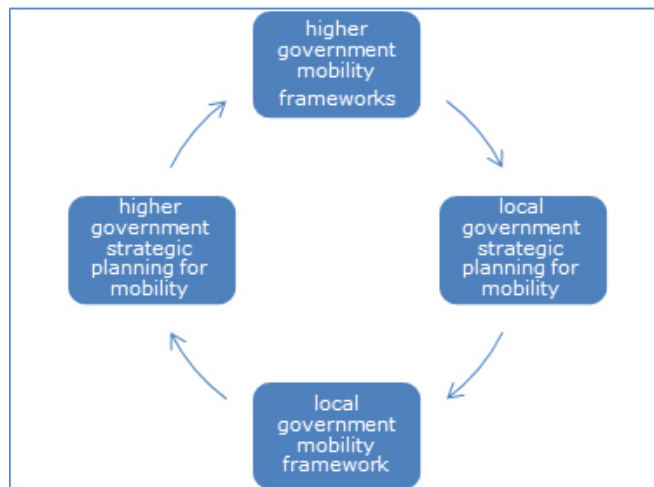 higher
government
mobility
frameworks
local
government
strategic
planning for
mobility
local
government
mobility
framework
higher
government
strategic
planning for
mobility